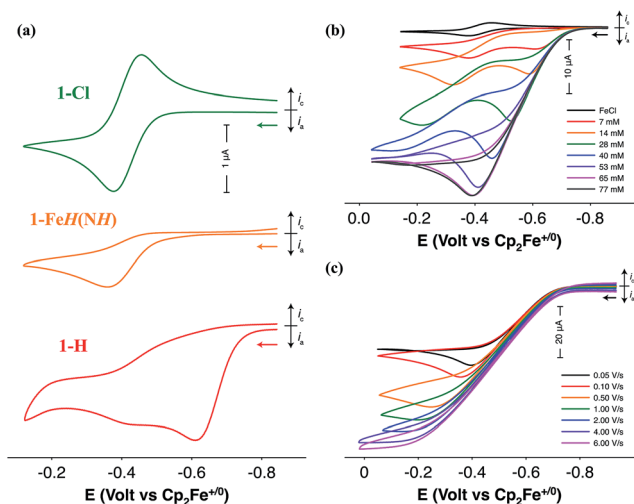 (a)
1-Cl
i_c
i_a
1 µA
1-FeH(NH)
i_c
i_a
1-H
i_c
i_a
-0.2 -0.4 -0.6 -0.8
E (Volt vs Cp₂Fe⁺/⁰)
(b)
i_c
i_a
10 µA
FeCl
7 mM
14 mM
28 mM
40 mM
53 mM
65 mM
77 mM
0.0 -0.2 -0.4 -0.6 -0.8
E (Volt vs Cp₂Fe⁺/⁰)
(c)
i_c
i_a
20 µA
0.05 V/s
0.10 V/s
0.50 V/s
1.00 V/s
2.00 V/s
4.00 V/s
6.00 V/s
0 -0.2 -0.4 -0.6 -0.8
E (Volt vs Cp₂Fe⁺/⁰)